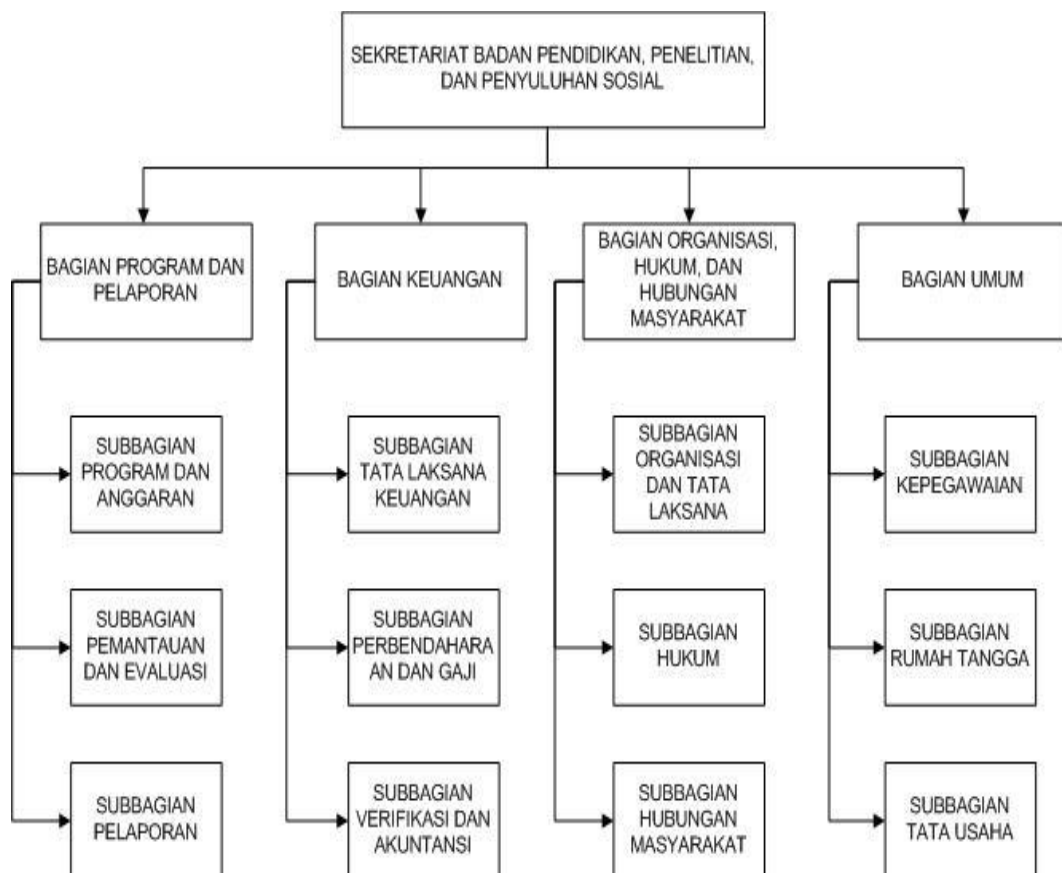 SEKRETARIAT BADAN PENDIDIKAN, PENELITIAN,
DAN PENYULUHAN SOSIAL
BAGIAN PROGRAM DAN
PELAPORAN
BAGIAN KEUANGAN
BAGIAN ORGANISASI,
HUKUM, DAN
HUBUNGAN
MASYARAKAT
BAGIAN UMUM
SUBBAGIAN
PROGRAM DAN
ANGGARAN
SUBBAGIAN
TATA LAKSANA
KEUANGAN
SUBBAGIAN
ORGANISASI
DAN TATA
LAKSANA
SUBBAGIAN
KEPEGAWAIAN
SUBBAGIAN
PEMANTAUAN
DAN EVALUASI
SUBBAGIAN
PERBENDAHARA
AN DAN GAJI
SUBBAGIAN
HUKUM
SUBBAGIAN
RUMAH TANGGA
SUBBAGIAN
PELAPORAN
SUBBAGIAN
VERIFIKASI DAN
AKUNTANSI
SUBBAGIAN
HUBUNGAN
MASYARAKAT
SUBBAGIAN
TATA USAHA